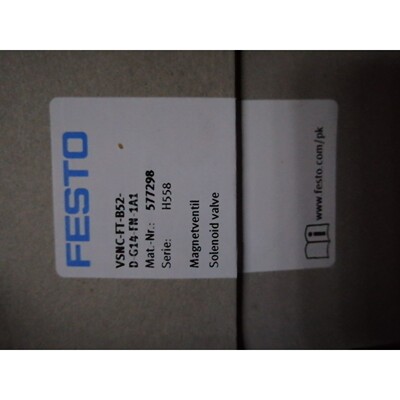 FESTO
VSNC-FT-B52-
D-G14-FN-1A1
Mat.-Nr.: 577298
Serie: H558
Magnetventil
Solenoid valve
www.festo.com/pk